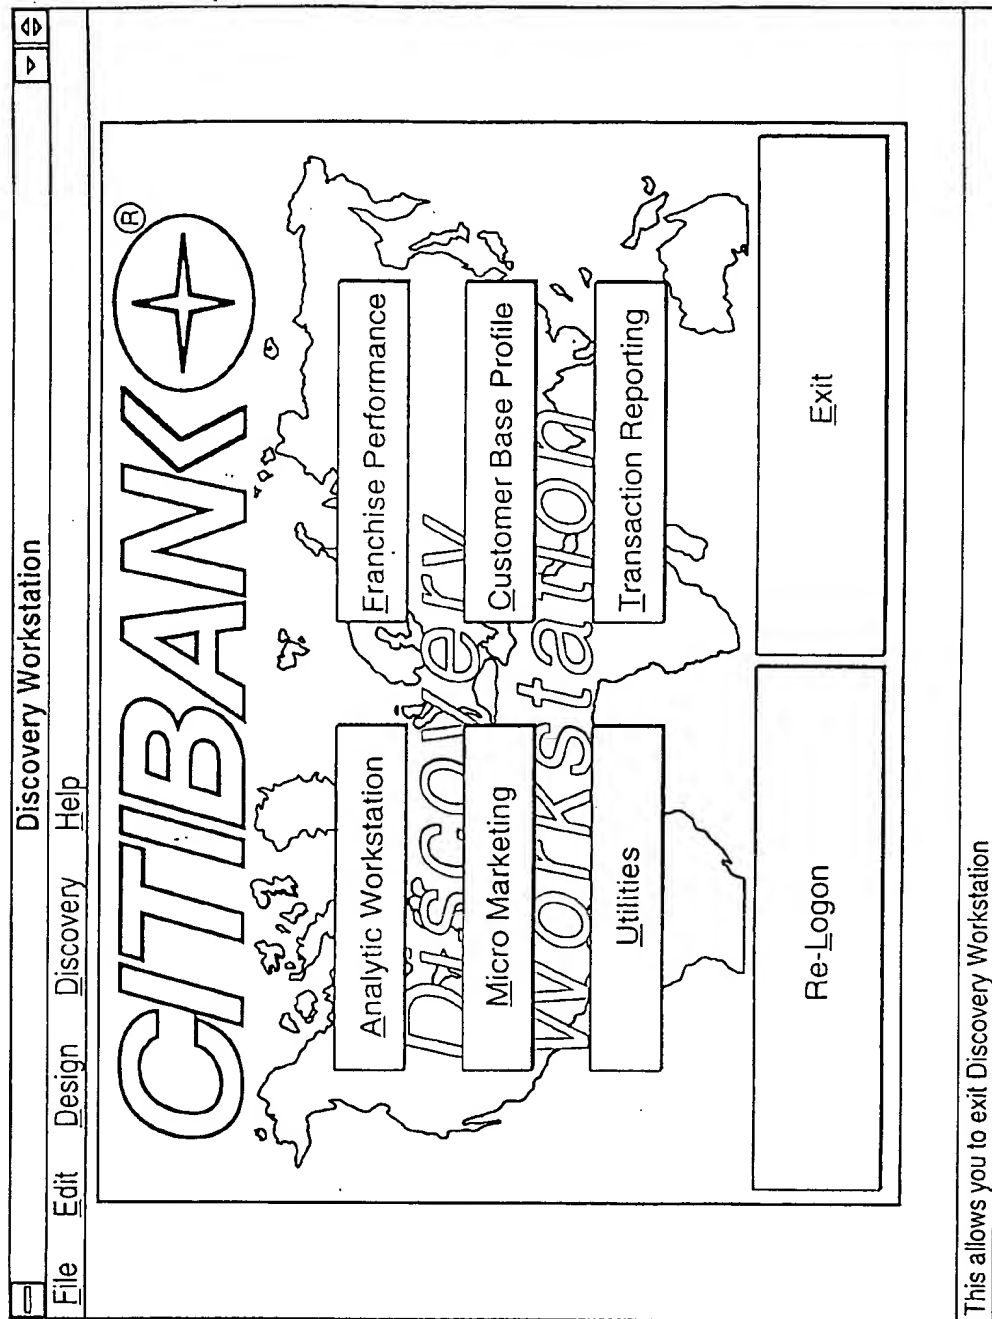 Discovery Workstation
File Edit Design Discovery Help
CITIBANK ®
Analytic Workstation Franchise Performance
Discovery
Micro Marketing Customer Base Profile
Workstation
Utilities Transaction Reporting
Re-Logon Exit
This allows you to exit Discovery Workstation